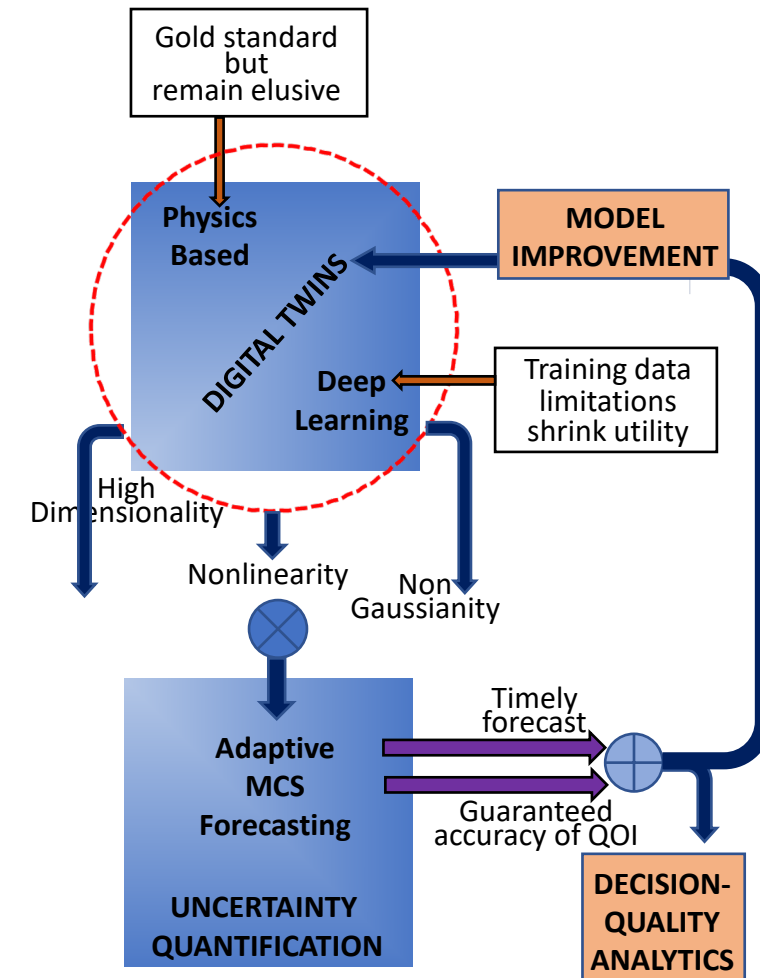 Gold standard
but
remain elusive
Physics
Based
DIGITAL TWINS
MODEL
IMPROVEMENT
Deep
Learning
Training data
limitations
shrink utility
High
Dimensionality
Nonlinearity
Non
Gaussianity
Adaptive
MCS
Forecasting
Timely
forecast
Guaranteed
accuracy of QOI
UNCERTAINTY
QUANTIFICATION
DECISION-
QUALITY
ANALYTICS